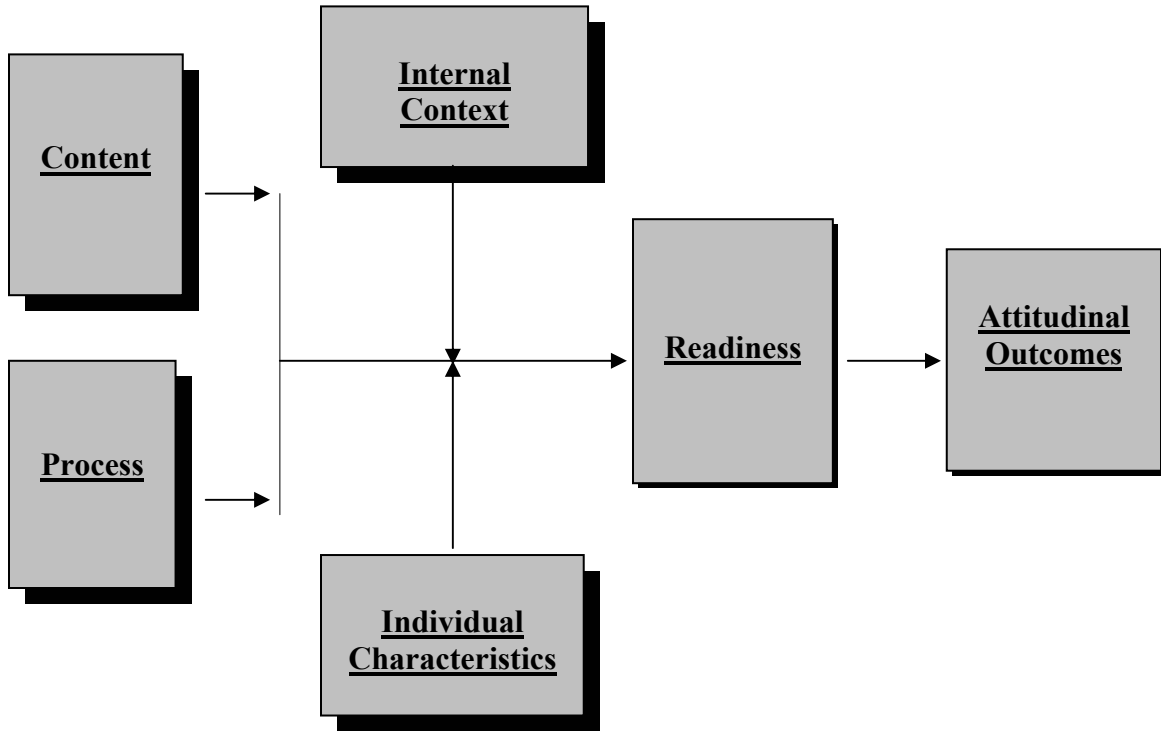 Internal
Context
Content
Readiness
Attitudinal
Outcomes
Process
Individual
Characteristics